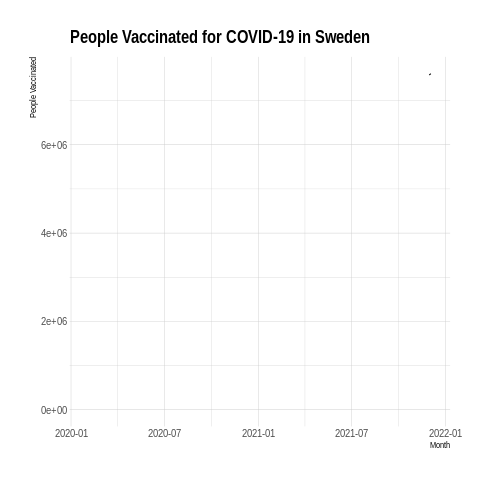 People Vaccinated for COVID-19 in Sweden
People Vaccinated
6e+06
4e+06
2e+06
0e+00
2020-01 2020-07 2021-01 2021-07 2022-01
Month